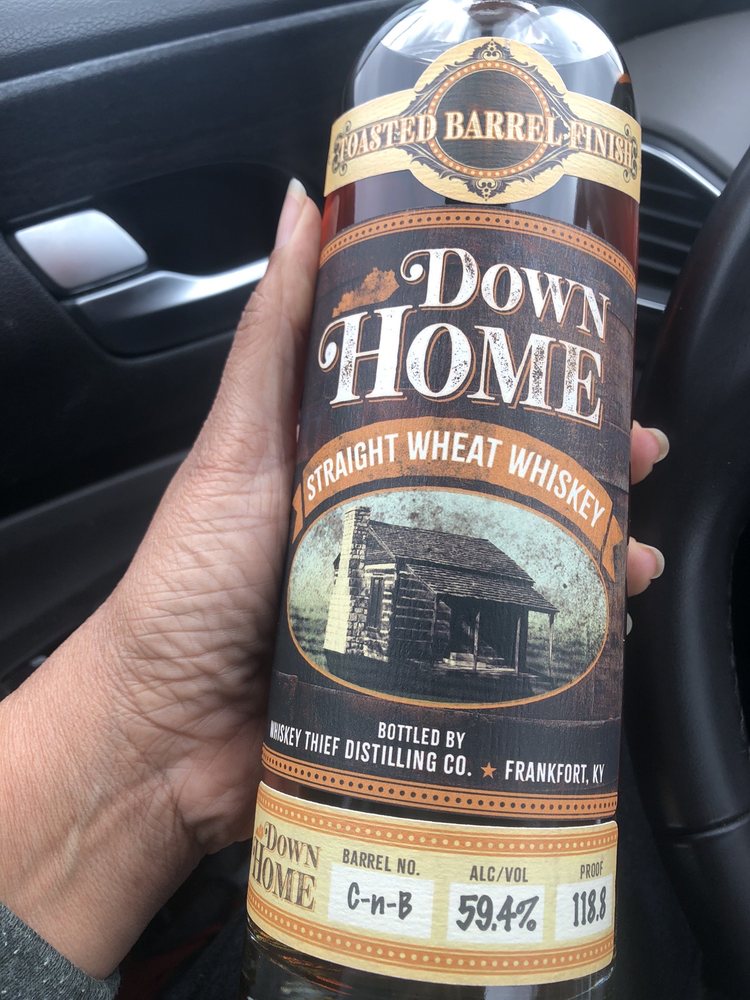 TOASTED BARREL FINISH
DOWN
HOME
STRAIGHT WHEAT WHISKEY
BOTTLED BY
WHISKEY THIEF DISTILLING CO. ★ FRANKFORT, KY
DOWN
HOME
BARREL NO.
C-n-B
ALC/VOL
59.4%
PROOF
118.8